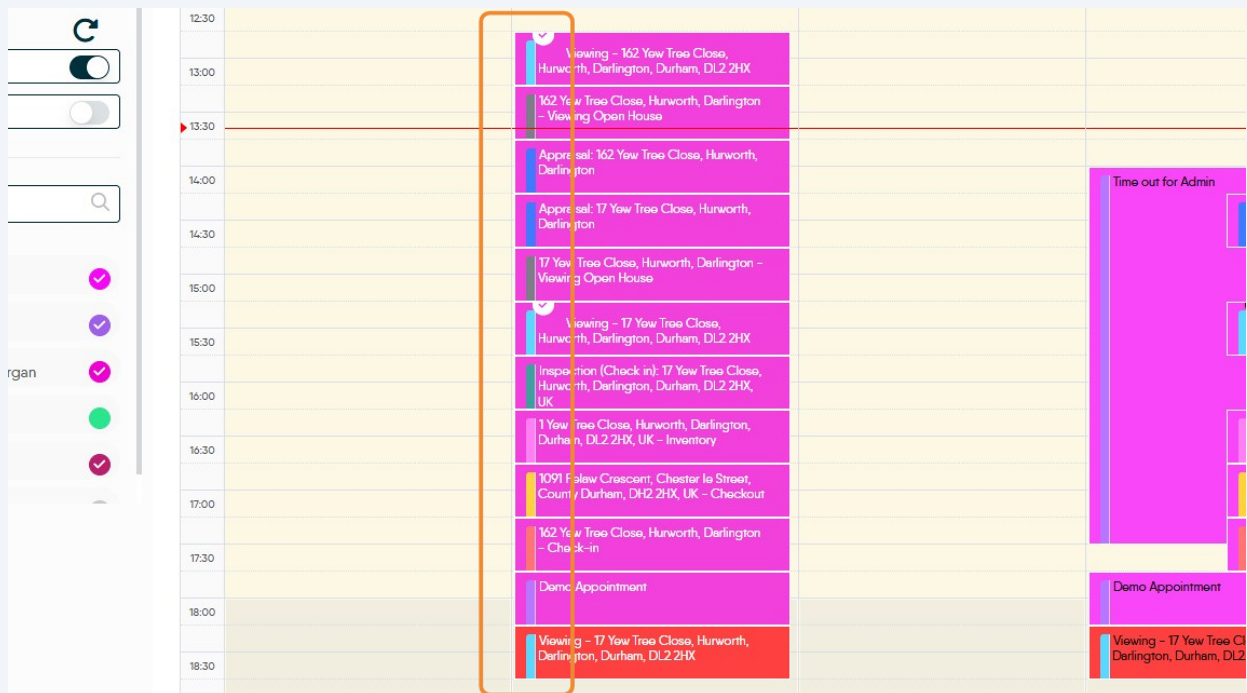 12:30
13:00
13:30
14:00
14:30
15:00
15:30
16:00
16:30
17:00
17:30
18:00
18:30
rgan
Viewing - 162 Yew Tree Close,
Hurworth, Darlington, Durham, DL2 2HX
162 Yew Tree Close, Hurworth, Darlington
- Viewing Open House
Appraisal: 162 Yew Tree Close, Hurworth,
Darlington
Appraisal: 17 Yew Tree Close, Hurworth,
Darlington
17 Yew Tree Close, Hurworth, Darlington -
Viewing Open House
Viewing - 17 Yew Tree Close,
Hurworth, Darlington, Durham, DL2 2HX
Inspection (Check in): 17 Yew Tree Close,
Hurworth, Darlington, Durham, DL2 2HX,
UK
1 Yew Tree Close, Hurworth, Darlington,
Durham, DL2 2HX, UK - Inventory
1091 Pelaw Crescent, Chester le Street,
County Durham, DH2 2HX, UK - Checkout
162 Yew Tree Close, Hurworth, Darlington
- Check-in
Demo Appointment
Viewing - 17 Yew Tree Close, Hurworth,
Darlington, Durham, DL2 2HX
Time out for Admin
Demo Appointment
Viewing - 17 Yew Tree Cl
Darlington, Durham, DL2